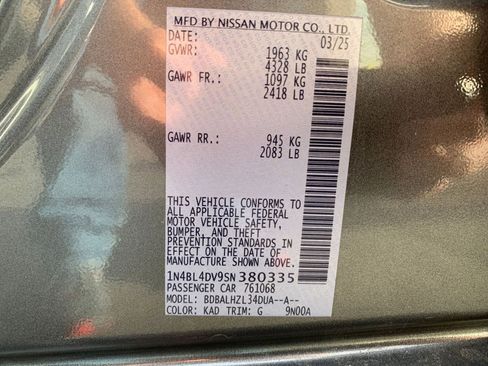 MFD BY NISSAN MOTOR CO., LTD.
DATE: 03/25
GVWR: 1963 KG
4328 LB
GAWR FR.: 1097 KG
2418 LB
GAWR RR.: 945 KG
2083 LB
THIS VEHICLE CONFORMS TO
ALL APPLICABLE FEDERAL
MOTOR VEHICLE SAFETY,
BUMPER, AND THEFT
PREVENTION STANDARDS
IN EFFECT ON THE DATE OF
MANUFACTURE SHOWN ABOVE.
1N4BL4DV9SN380335
PASSENGER CAR 761068
MODEL: BDBALHZL34DUA--A--
COLOR: KAD TRIM: G 9N00A